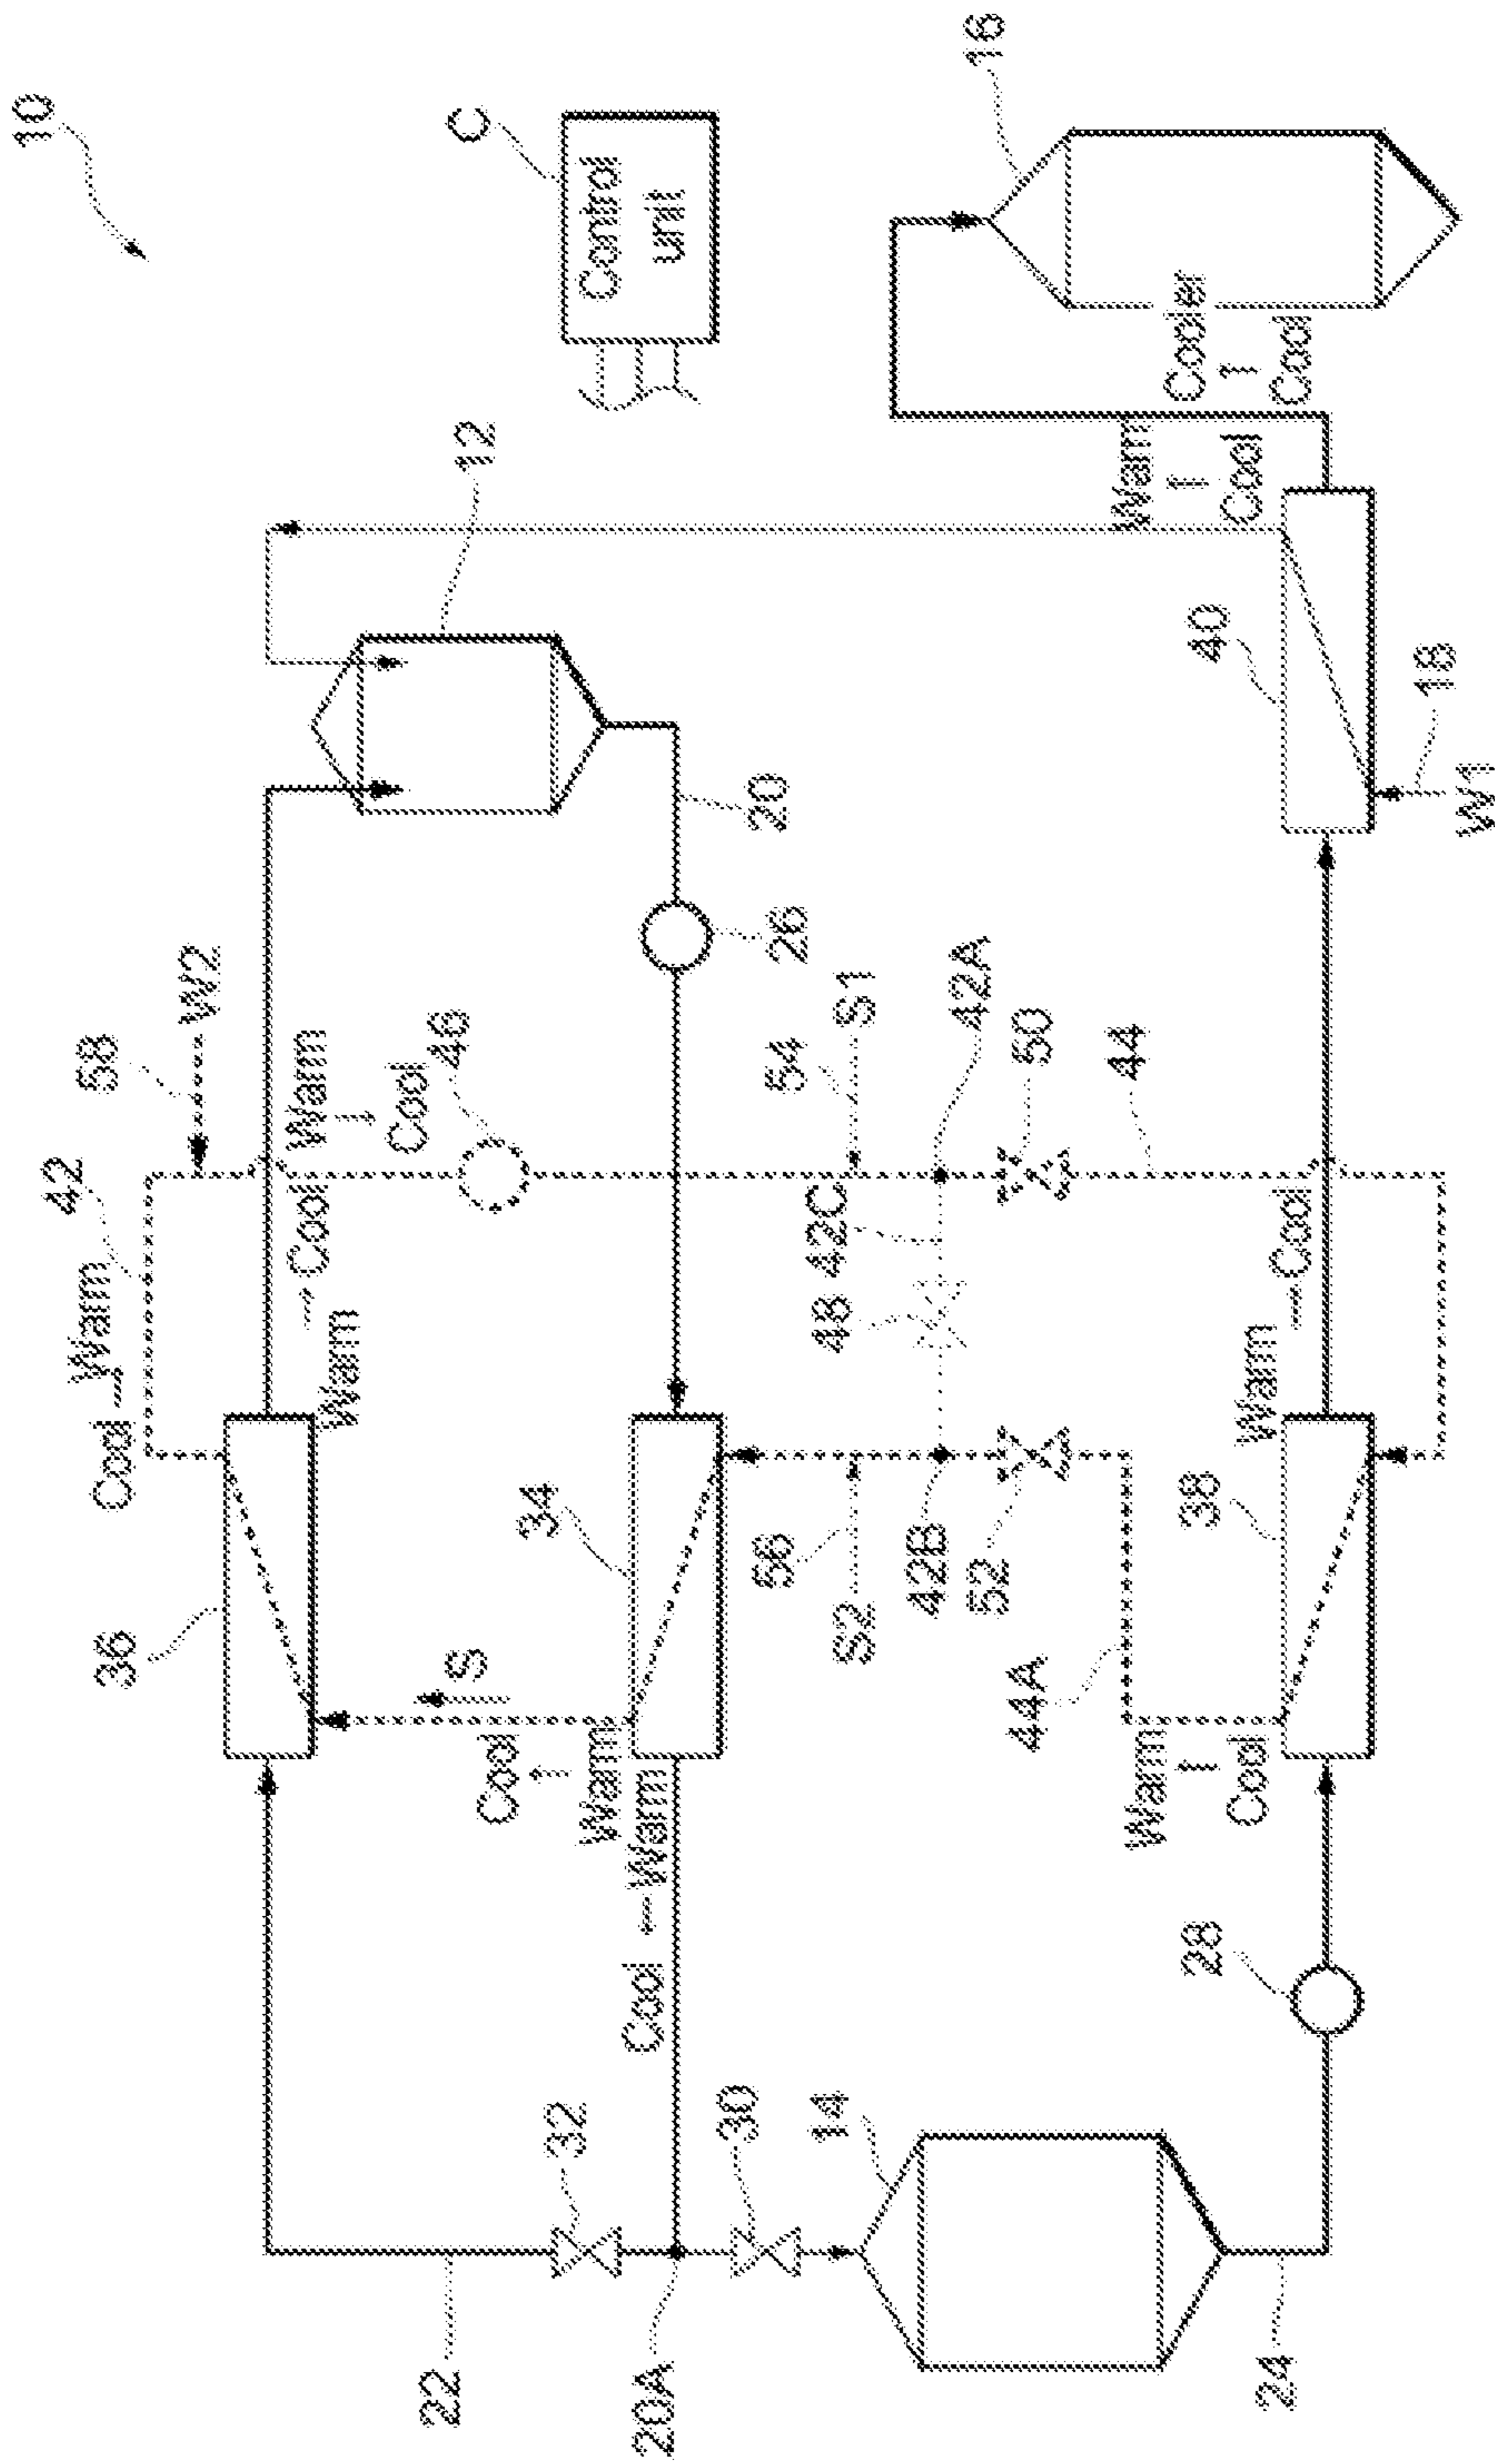 10
42
58
Cool → Warm
36
W2
Warm → Cool
Warm
↓
Cool
46
12
C
Control
unit
22
32
Cool
↑
Warm
S
34
Cool ← Warm
20
26
20A
30
14
56
S2
54
S1
48
42C
42A
42B
52
50
16
44A
44
Warm
↑
Cool
Warm
↑
Cool
Cooler
↑
Cool
24
28
38
Warm → Cool
40
18
W1